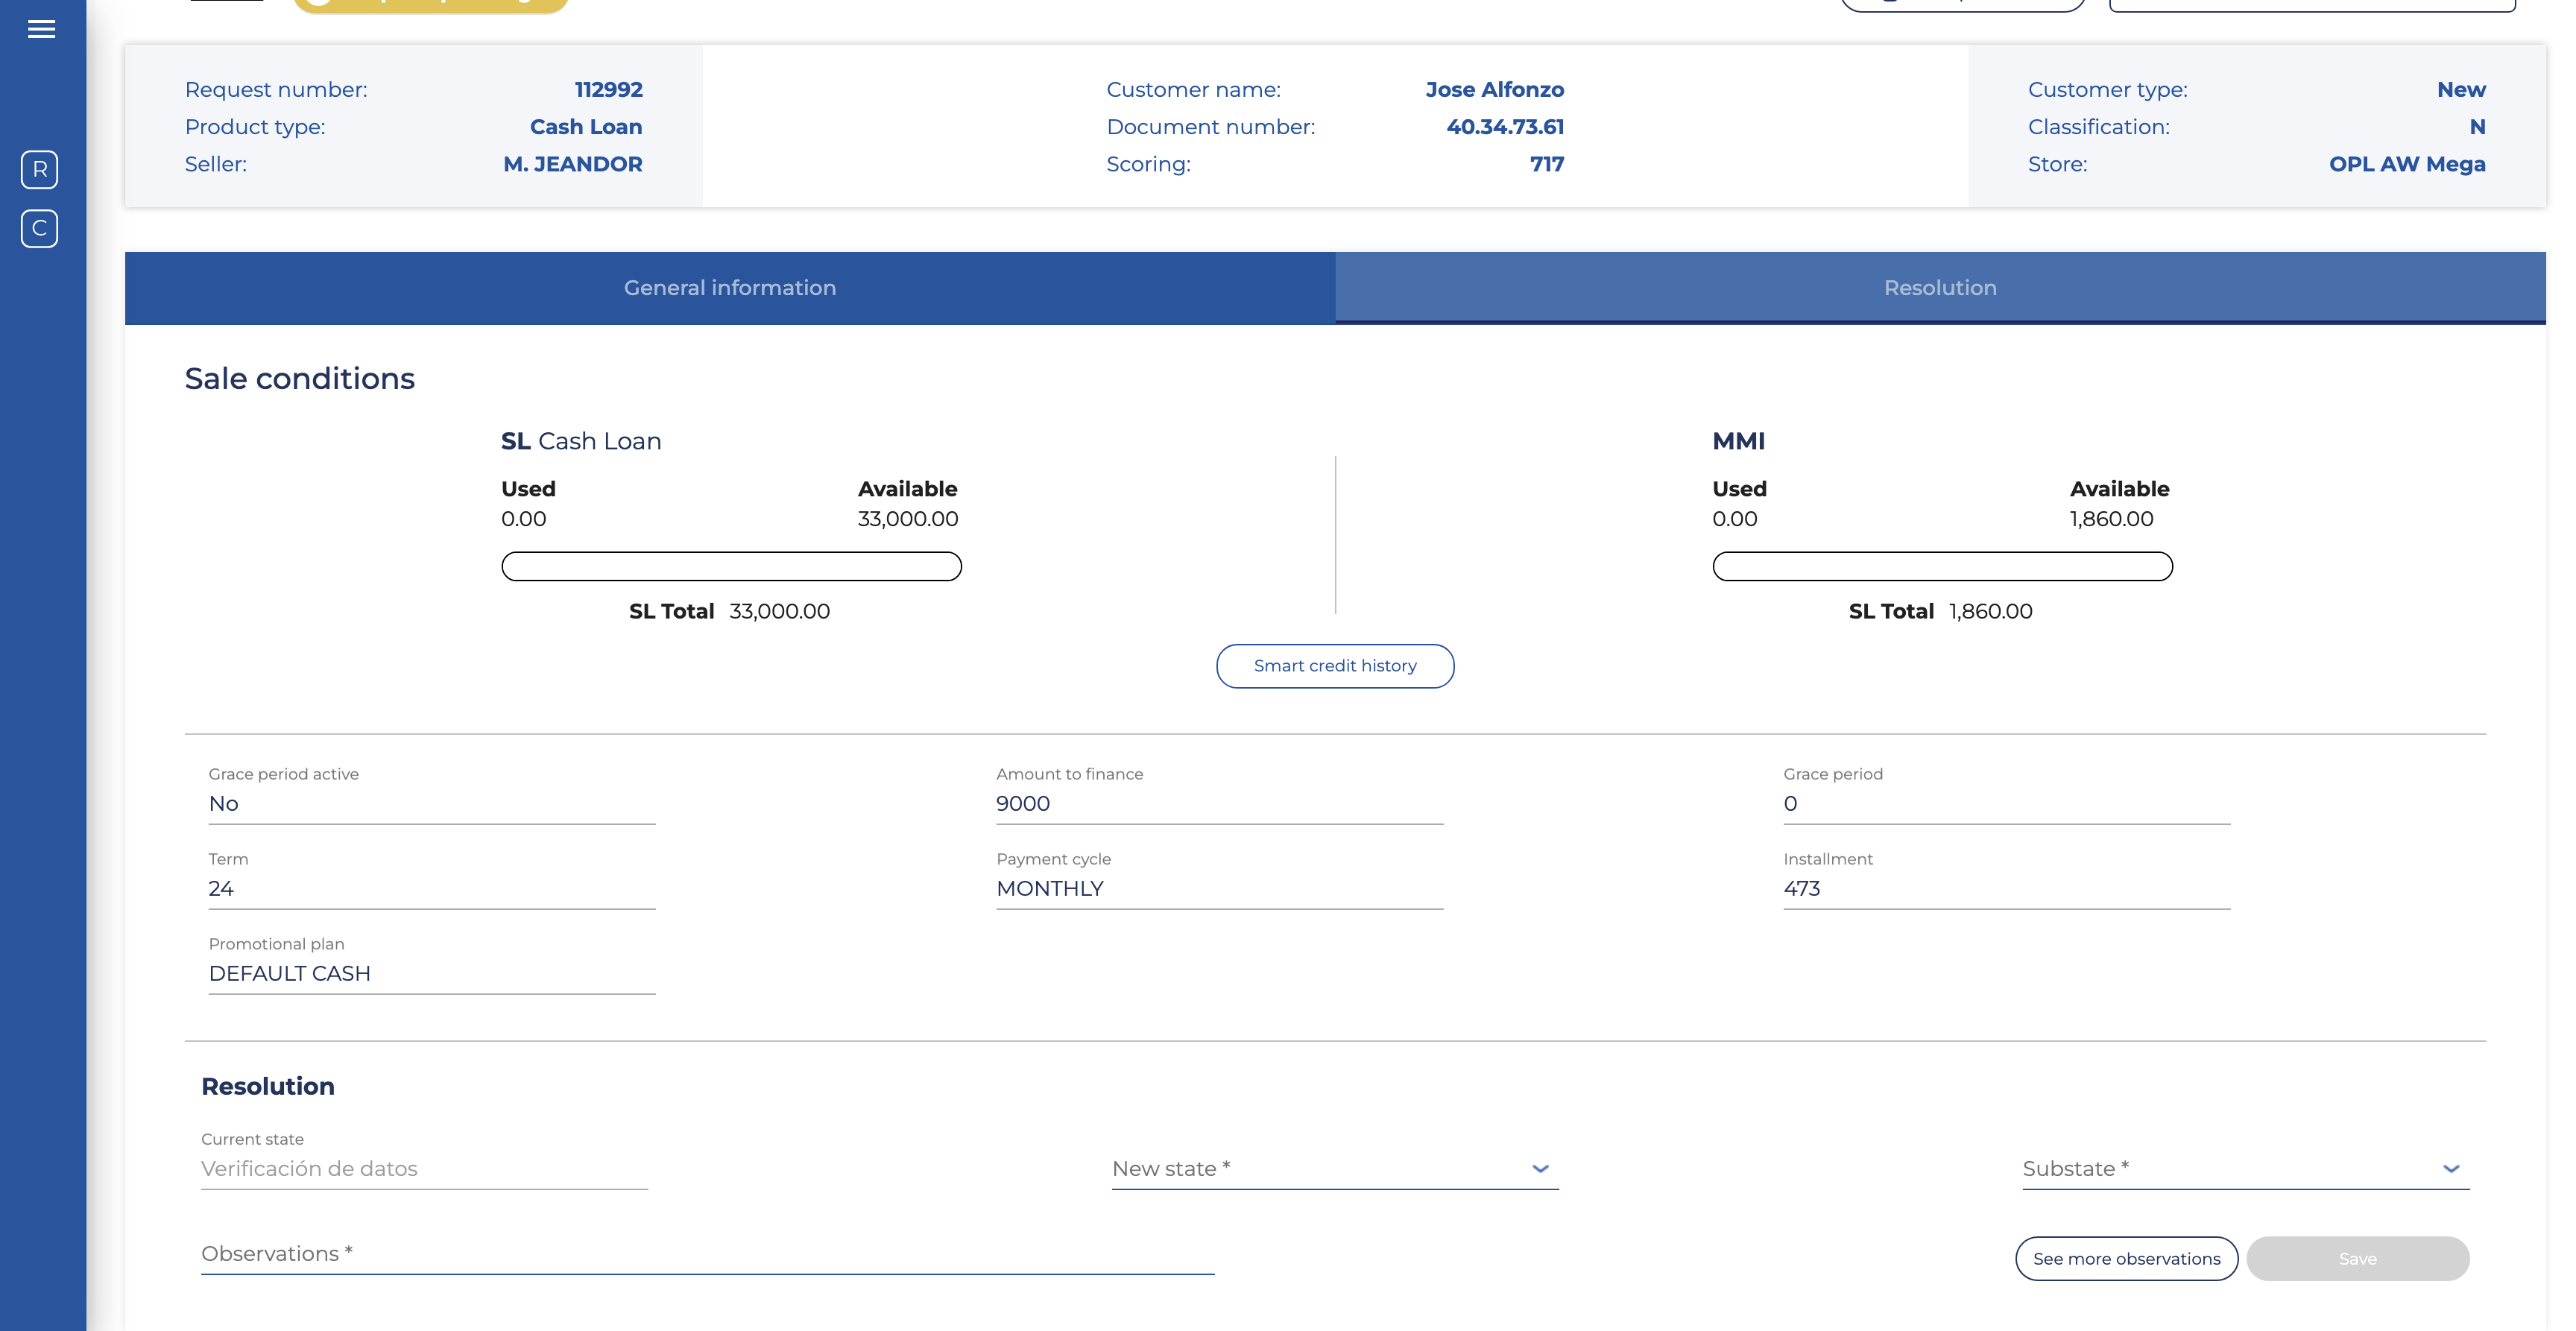 R
C
Request number: 112992
Product type: Cash Loan
Seller: M. JEANDOR
Customer name: Jose Alfonzo
Document number: 40.34.73.61
Scoring: 717
Customer type: New
Classification: N
Store: OPL AW Mega
General information
Resolution
Sale conditions
SL Cash Loan
Used Available
0.00 33,000.00
SL Total 33,000.00
MMI
Used Available
0.00 1,860.00
SL Total 1,860.00
Smart credit history
Grace period active
No
Amount to finance
9000
Grace period
0
Term
24
Payment cycle
MONTHLY
Installment
473
Promotional plan
DEFAULT CASH
Resolution
Current state
Verificación de datos
New state *
Substate *
Observations *
See more observations
Save